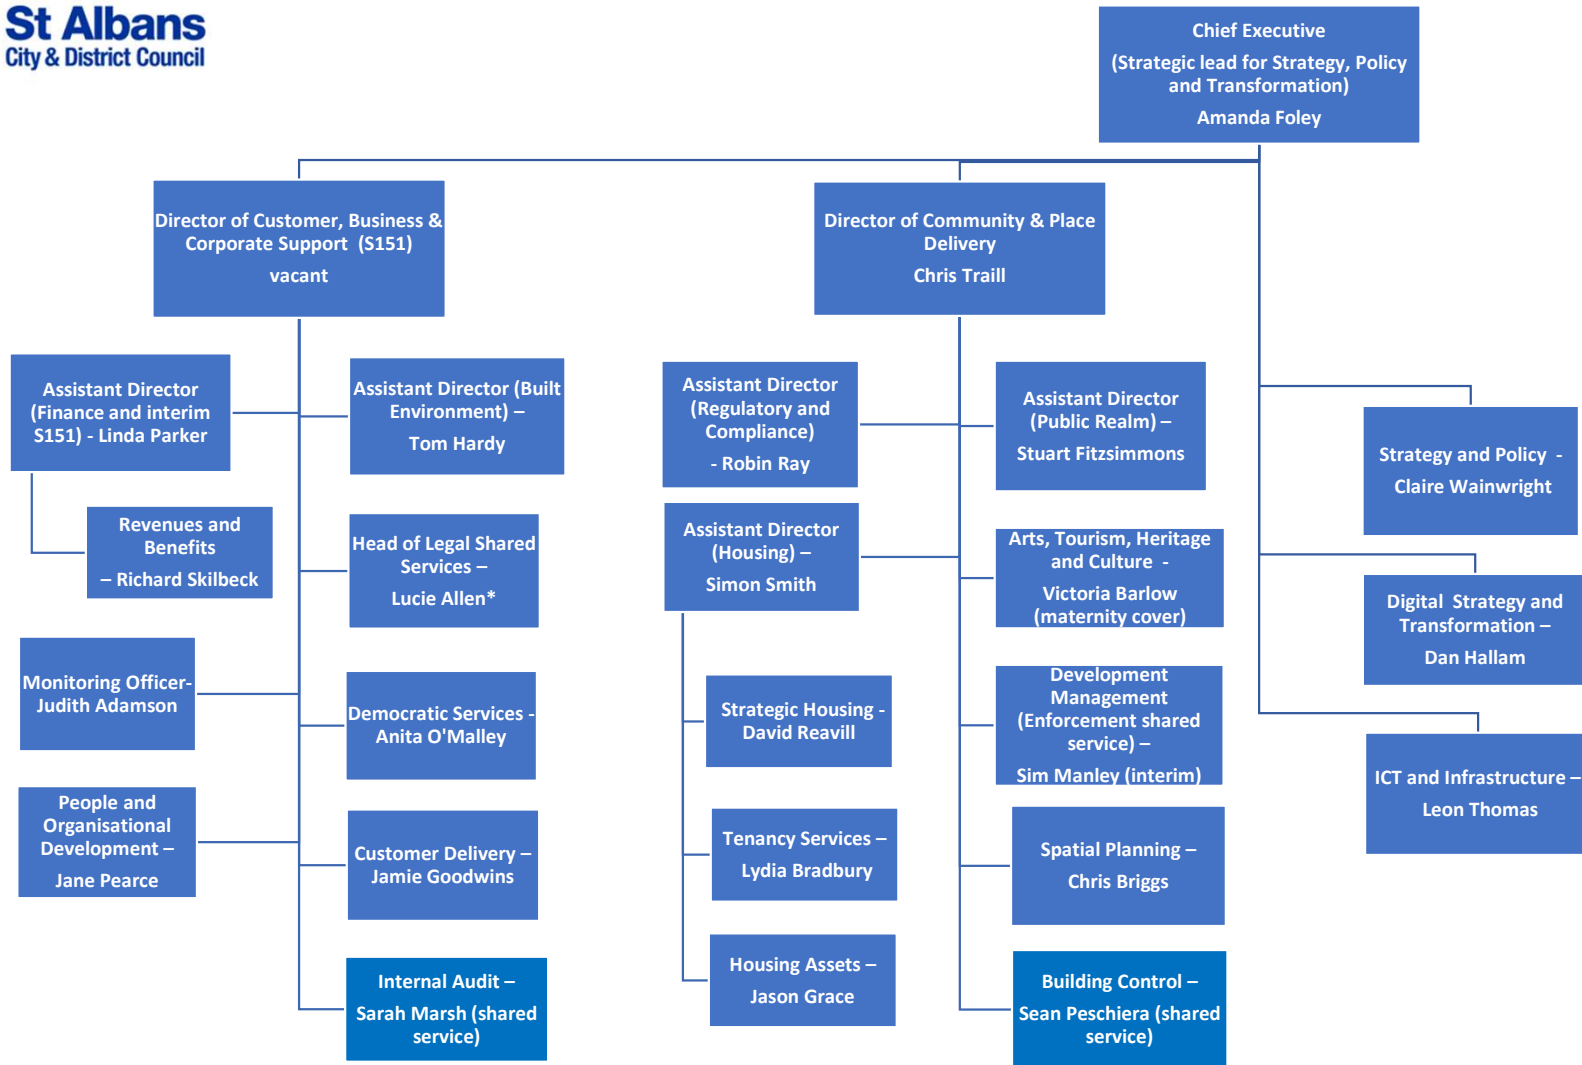 St Albans
City & District Council
Chief Executive
(Strategic lead for Strategy, Policy
and Transformation)
Amanda Foley
Director of Customer, Business &
Corporate Support (S151)
vacant
Director of Community & Place
Delivery
Chris Traill
Assistant Director
(Finance and interim
S151) - Linda Parker
Assistant Director (Built
Environment) –
Tom Hardy
Revenues and
Benefits
– Richard Skilbeck
Head of Legal Shared
Services –
Lucie Allen*
Monitoring Officer-
Judith Adamson
Democratic Services -
Anita O'Malley
People and
Organisational
Development –
Jane Pearce
Customer Delivery –
Jamie Goodwins
Internal Audit –
Sarah Marsh (shared
service)
Assistant Director
(Regulatory and
Compliance)
- Robin Ray
Assistant Director
(Public Realm) –
Stuart Fitzsimmons
Assistant Director
(Housing) –
Simon Smith
Arts, Tourism, Heritage
and Culture -
Victoria Barlow
(maternity cover)
Strategic Housing -
David Reavill
Development
Management
(Enforcement shared
service) –
Sim Manley (interim)
Tenancy Services –
Lydia Bradbury
Spatial Planning –
Chris Briggs
Housing Assets –
Jason Grace
Building Control –
Sean Peschiera (shared
service)
Strategy and Policy -
Claire Wainwright
Digital Strategy and
Transformation –
Dan Hallam
ICT and Infrastructure –
Leon Thomas